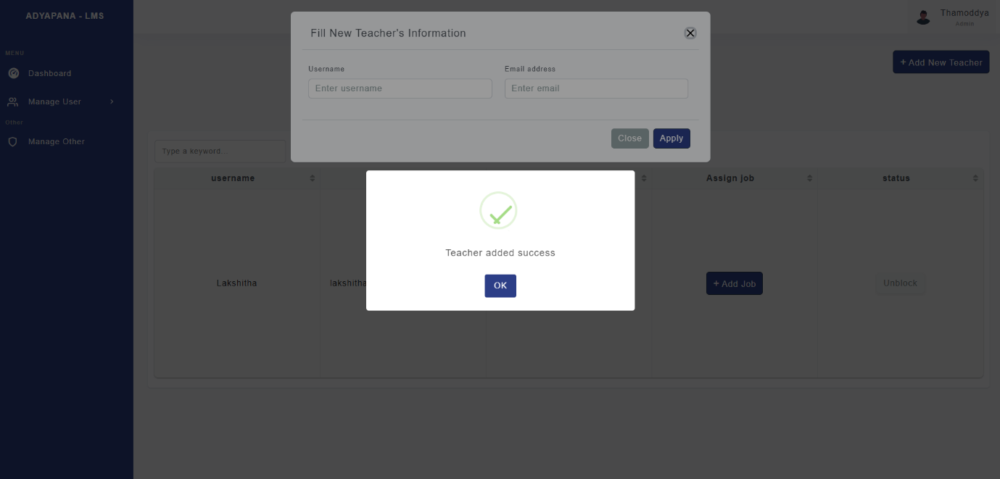 ADYAPANA - LMS
Thamoddya
Admin
MENU
Dashboard
Manage User
Other
Manage Other
Fill New Teacher's Information
Username
Email address
Enter username
Enter email
Close
Apply
+ Add New Teacher
Type a keyword...
username
Assign job
status
Lakshitha
lakshitha
+ Add Job
Unblock
Teacher added success
OK